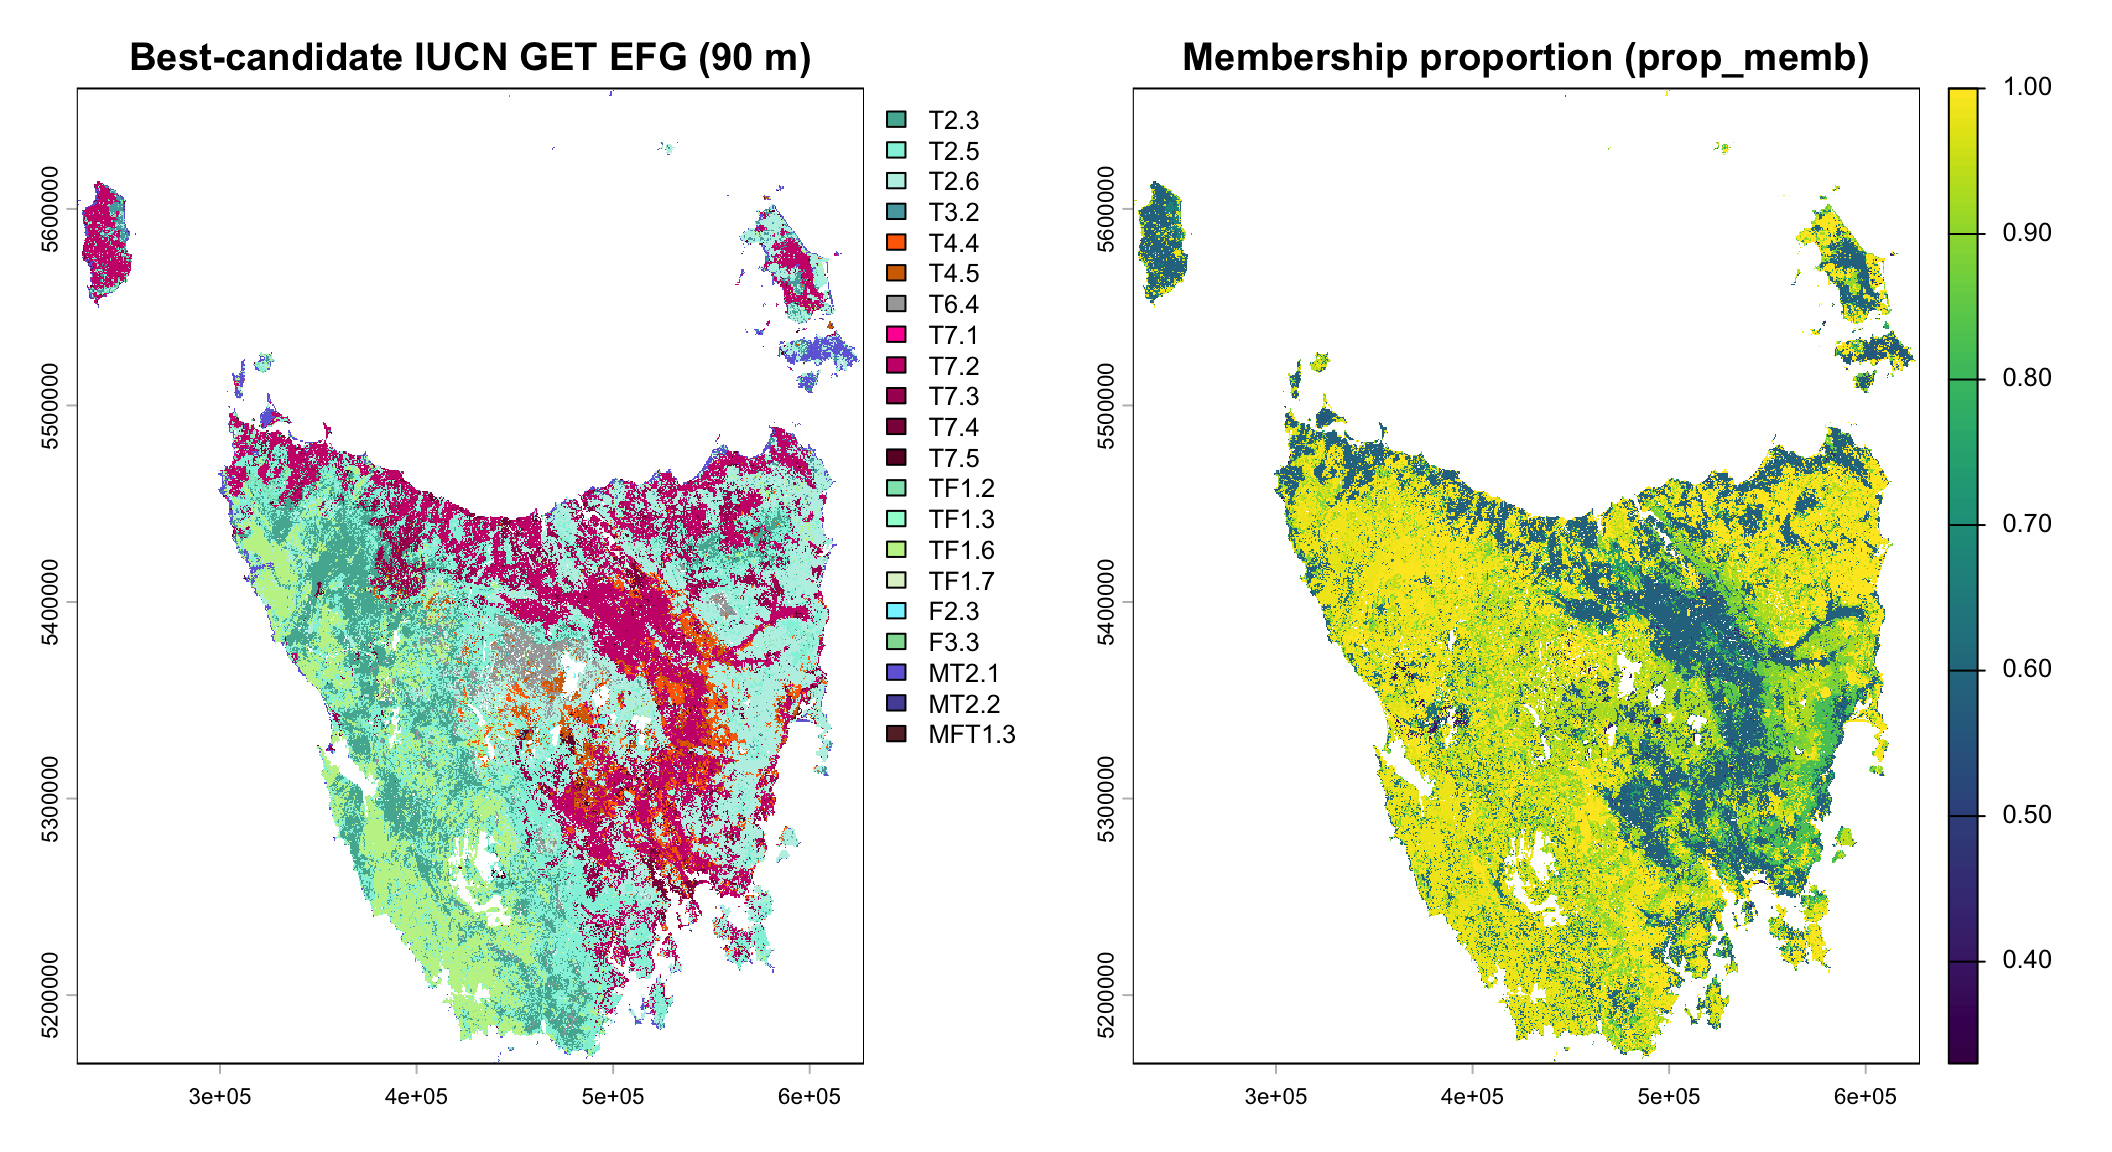 Best-candidate IUCN GET EFG (90 m)
5600000
5500000
5400000
5300000
5200000
3e+05
4e+05
5e+05
6e+05
T2.3
T2.5
T2.6
T3.2
T4.4
T4.5
T6.4
T7.1
T7.2
T7.3
T7.4
T7.5
TF1.2
TF1.3
TF1.6
TF1.7
F2.3
F3.3
MT2.1
MT2.2
MFT1.3
Membership proportion (prop_memb)
5600000
5500000
5400000
5300000
5200000
3e+05
4e+05
5e+05
6e+05
1.00
0.90
0.80
0.70
0.60
0.50
0.40